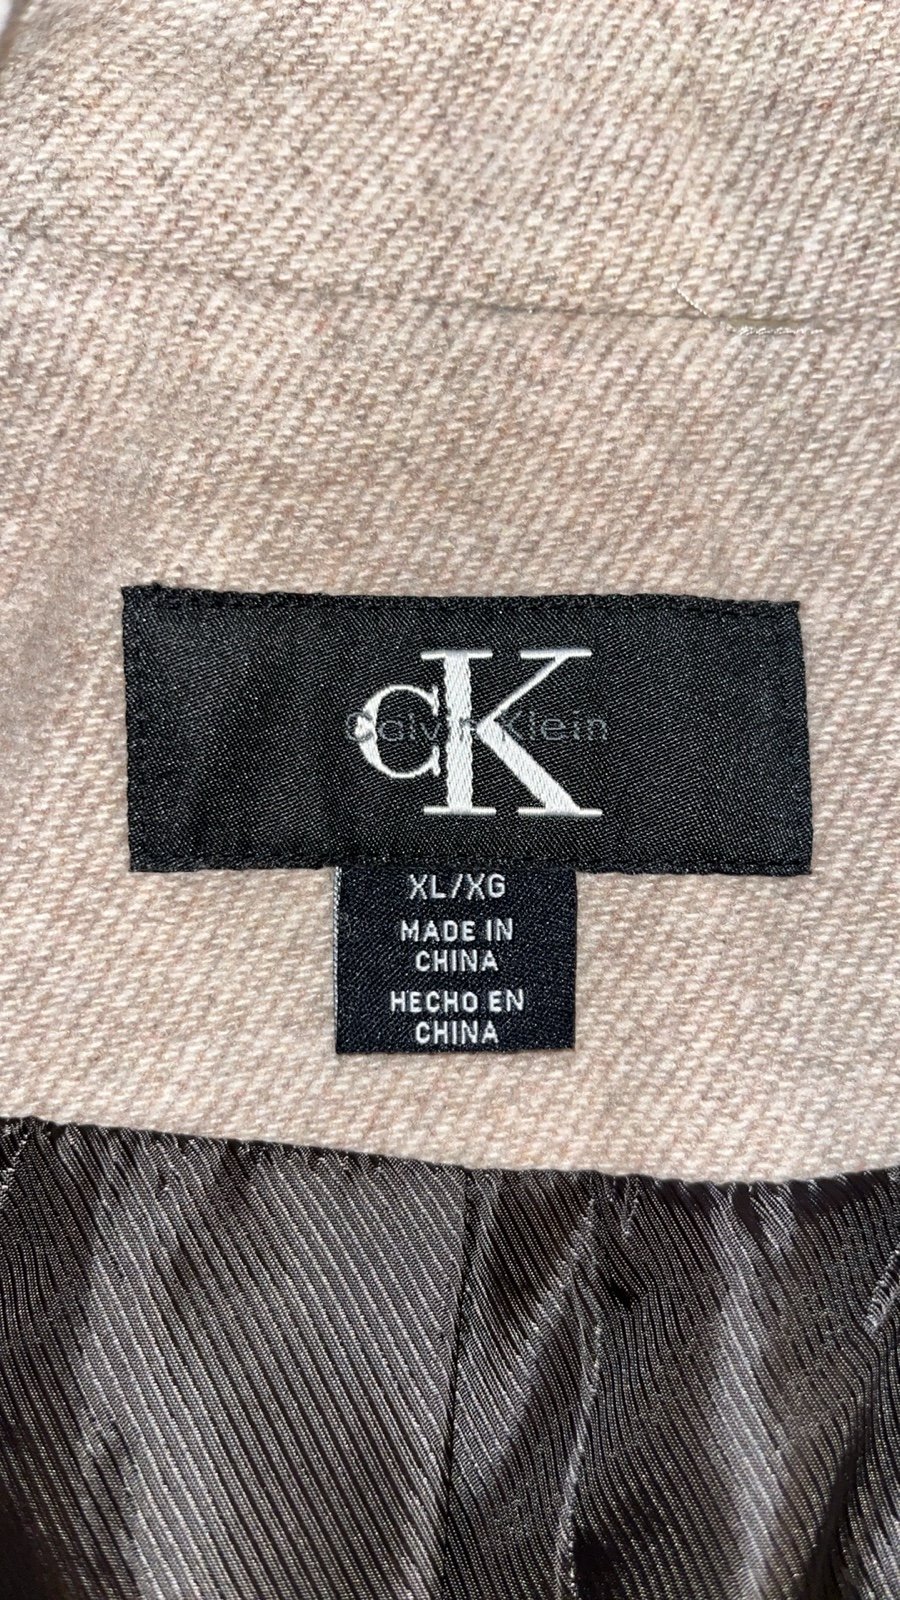 cK
Calvin Klein
XL/XG
MADE IN
CHINA
HECHO EN
CHINA